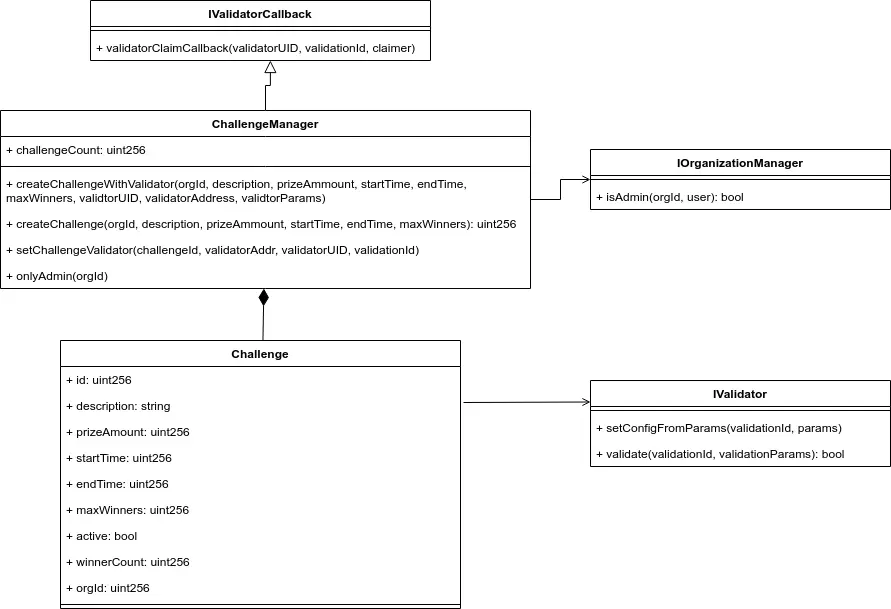 IValidatorCallback
+ validatorClaimCallback(validatorUID, validationId, claimer)
ChallengeManager
+ challengeCount: uint256
+ createChallengeWithValidator(orgId, description, prizeAmmount, startTime, endTime,
maxWinners, validtorUID, validatorAddress, validtorParams)
+ createChallenge(orgId, description, prizeAmmount, startTime, endTime, maxWinners): uint256
+ setChallengeValidator(challengeId, validatorAddr, validatorUID, validationId)
+ onlyAdmin(orgId)
IOrganizationManager
+ isAdmin(orgId, user): bool
Challenge
+ id: uint256
+ description: string
+ prizeAmount: uint256
+ startTime: uint256
+ endTime: uint256
+ maxWinners: uint256
+ active: bool
+ winnerCount: uint256
+ orgId: uint256
IValidator
+ setConfigFromParams(validationId, params)
+ validate(validationId, validationParams): bool